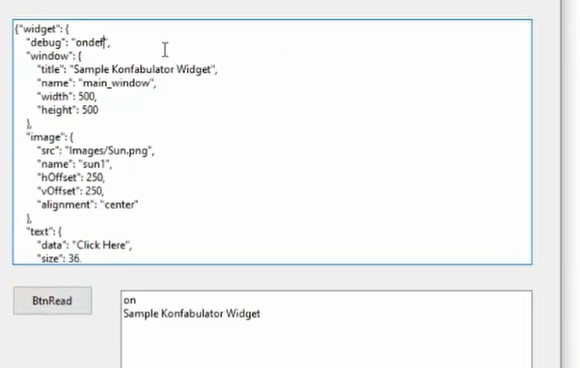 {"widget": {
"debug": "ondef",
"window": {
"title": "Sample Konfabulator Widget",
"name": "main_window",
"width": 500,
"height": 500
},
"image": {
"src": "Images/Sun.png",
"name": "sun1",
"hOffset": 250,
"vOffset": 250,
"alignment": "center"
},
"text": {
"data": "Click Here",
"size": 36,
BtnRead
on
Sample Konfabulator Widget